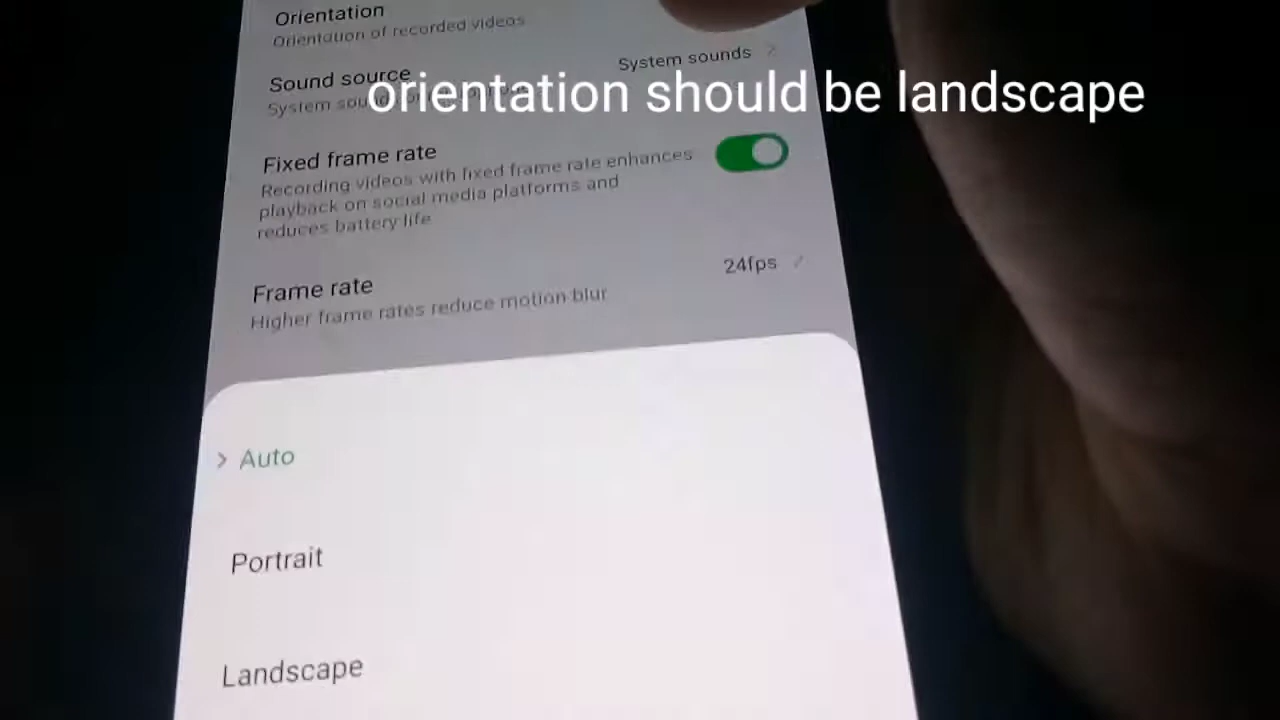 Orientation
Orientation of recorded videos
System sounds
Sound source
orientation should be landscape
Fixed frame rate
Recording videos with fixed frame rate enhances
playback on social media platforms and
reduces battery life
24fps
Frame rate
Higher frame rates reduce motion blur
Auto
Portrait
Landscape